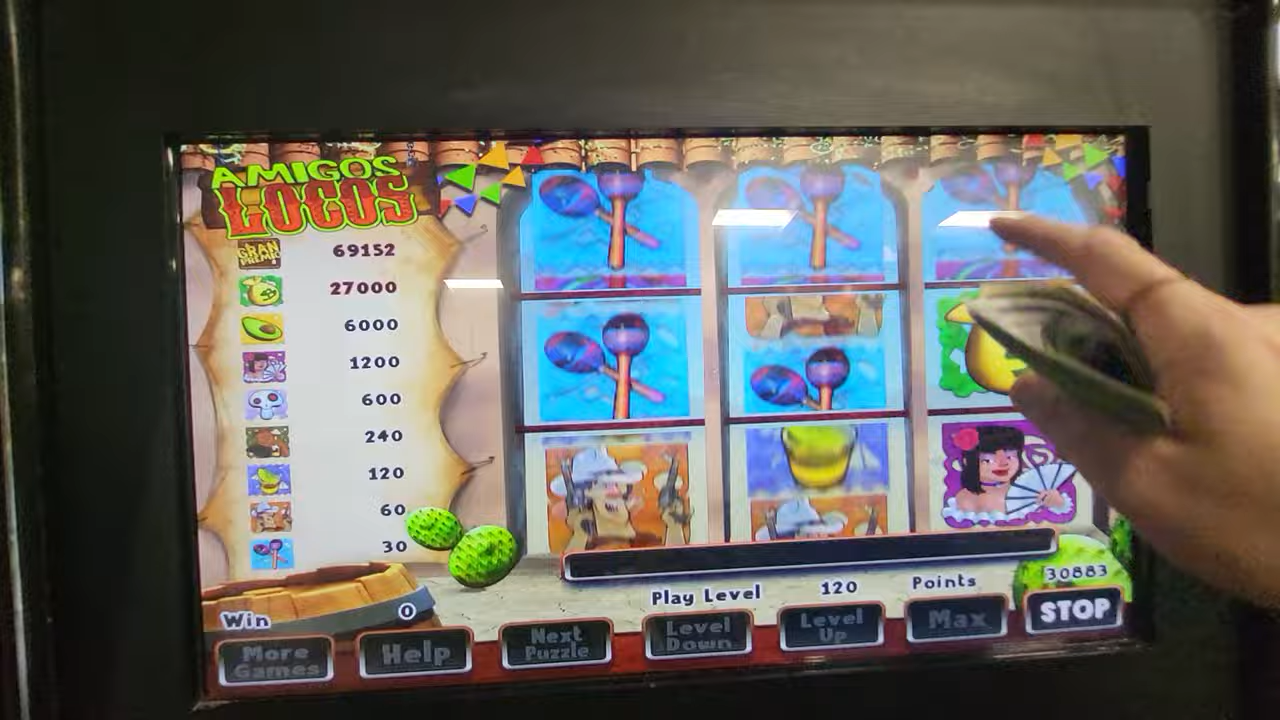 AMIGOS
LOCOS
GRAN PREMIO 69152
27000
6000
1200
600
240
120
60
30
Win 0
Play Level 120 Points 30883
More Games
Help
Next Puzzle
Level Down
Level Up
Max
STOP